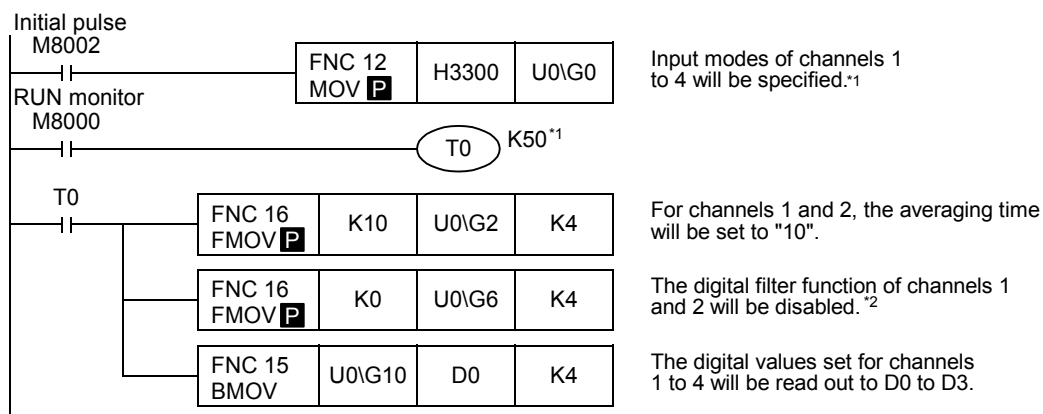 Initial pulse
M8002
FNC 12
MOV P
H3300
U0\G0
Input modes of channels 1
to 4 will be specified.*1
RUN monitor
M8000
T0
K50*1
T0
FNC 16
FMOV P
K10
U0\G2
K4
For channels 1 and 2, the averaging time
will be set to "10".
FNC 16
FMOV P
K0
U0\G6
K4
The digital filter function of channels 1
and 2 will be disabled.*2
FNC 15
BMOV
U0\G10
D0
K4
The digital values set for channels
1 to 4 will be read out to D0 to D3.